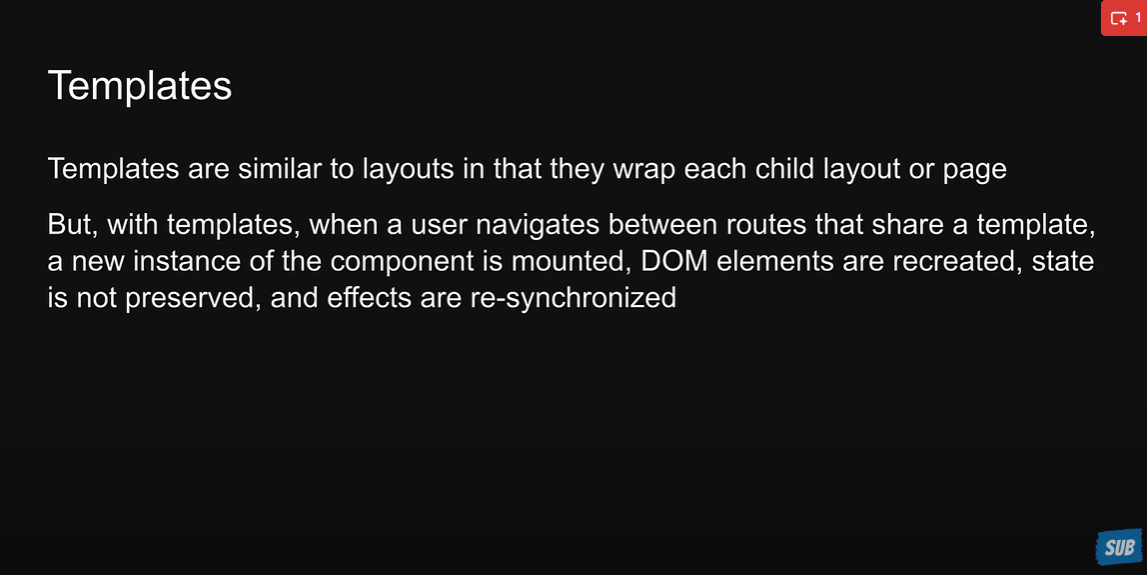 1
Templates
Templates are similar to layouts in that they wrap each child layout or page
But, with templates, when a user navigates between routes that share a template,
a new instance of the component is mounted, DOM elements are recreated, state
is not preserved, and effects are re-synchronized
SUB